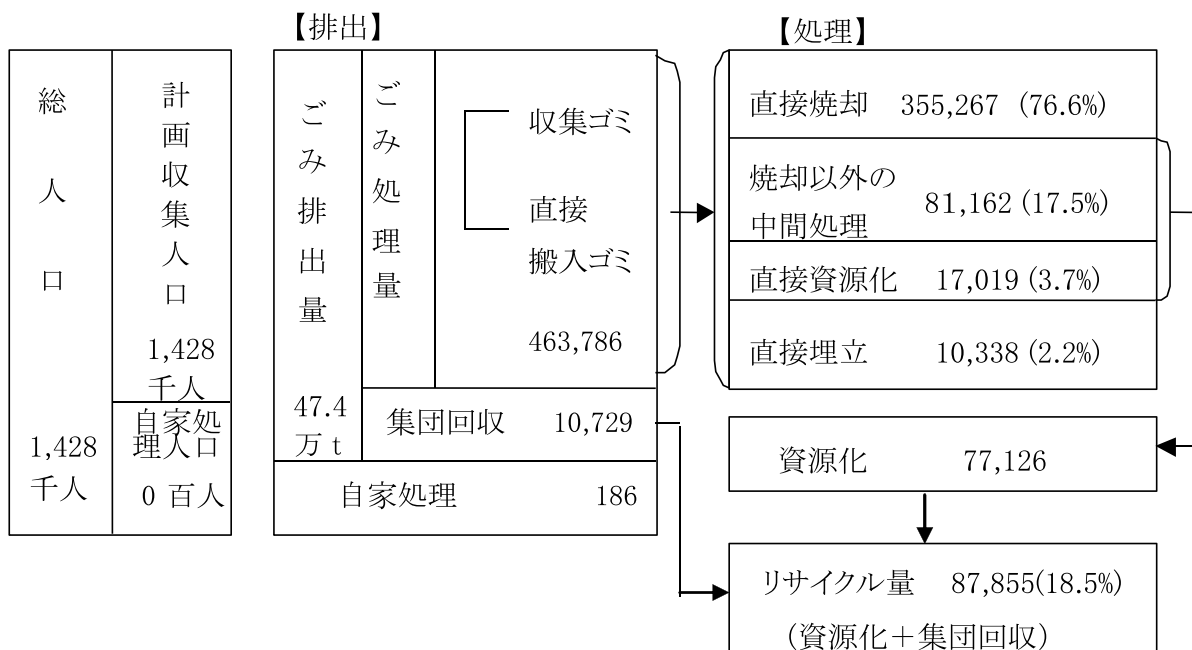 【排出】
【処理】
総人口
1,428
千人
計画収集人口
1,428
千人
自家処
理人口
0 百人
ごみ排出量
47.4
万t
ごみ処理量
収集ゴミ
直接
搬入ゴミ
463,786
集団回収 10,729
自家処理 186
直接焼却 355,267 (76.6%)
焼却以外の
中間処理 81,162 (17.5%)
直接資源化 17,019 (3.7%)
直接埋立 10,338 (2.2%)
資源化 77,126
リサイクル量 87,855(18.5%)
（資源化＋集団回収）